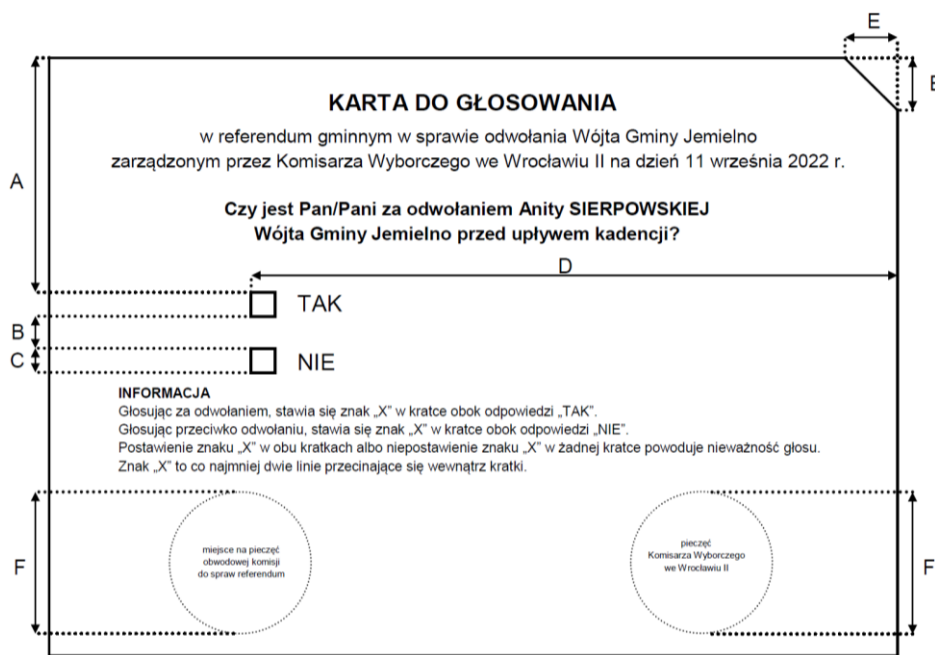 E
E
KARTA DO GŁOSOWANIA
w referendum gminnym w sprawie odwołania Wójta Gminy Jemielno
zarządzonym przez Komisarza Wyborczego we Wrocławiu II na dzień 11 września 2022 r.
A
Czy jest Pan/Pani za odwołaniem Anity SIERPOWSKIEJ
Wójta Gminy Jemielno przed upływem kadencji?
D
TAK
B
C
NIE
INFORMACJA
Głosując za odwołaniem, stawia się znak „X” w kratce obok odpowiedzi „TAK”.
Głosując przeciwko odwołaniu, stawia się znak „X” w kratce obok odpowiedzi „NIE”.
Postawienie znaku „X” w obu kratkach albo niepostawienie znaku „X” w żadnej kratce powoduje nieważność głosu.
Znak „X” to co najmniej dwie linie przecinające się wewnątrz kratki.
F
miejsce na pieczęć
obwodowej komisji
do spraw referendum
pieczęć
Komisarza Wyborczego
we Wrocławiu II
F